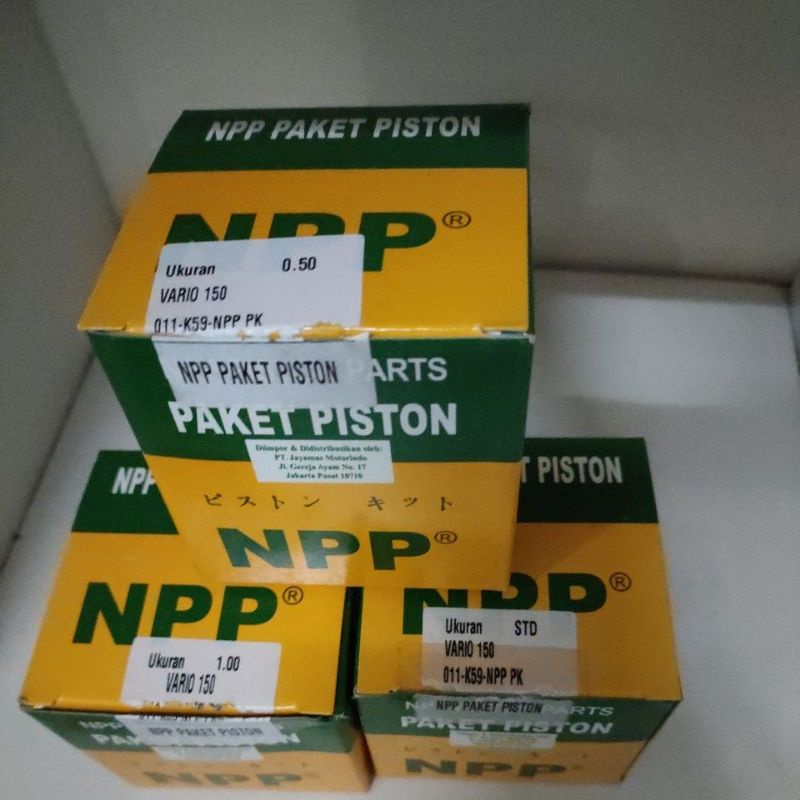 NPP PAKET PISTON
NPP®
Ukuran 0.50
VARIO 150
011-K59-NPP PK
NPP PAKET PISTON
PARTS
PAKET PISTON
Diimpor & Didistribusikan oleh:
PT. Jayamas Motorindo
Jl. Gereja Ayam No. 17
Jakarta Pusat 10710
ピストン キット
NPP®
NPP
NPP®
Ukuran 1.00
VARIO 150
NPP PAKET PISTON
NPP
T PISTON
NPP®
Ukuran STD
VARIO 150
011-K59-NPP PK
NPP PAKET PISTON
PARTS
PAKET PISTON
NPP